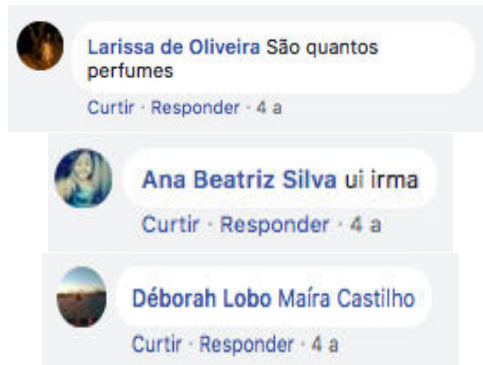 Larissa de Oliveira São quantos
perfumes
Curtir · Responder · 4 a
Ana Beatriz Silva ui irma
Curtir · Responder · 4 a
Déborah Lobo Maíra Castilho
Curtir · Responder · 4 a